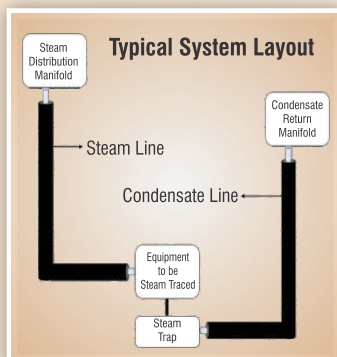 Typical System Layout
Steam
Distribution
Manifold
Condensate
Return
Manifold
Steam Line
Condensate Line
Equipment
to be
Steam Traced
Steam
Trap